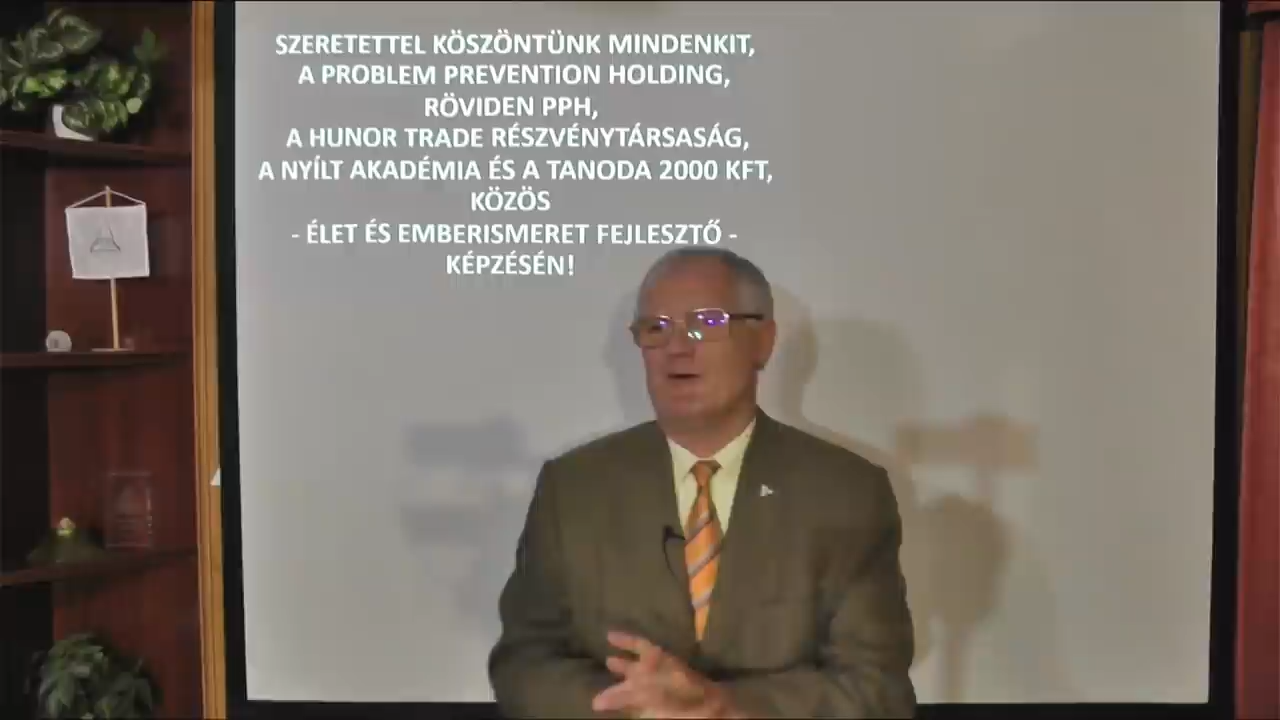 SZERETETTEL KÖSZÖNTÜNK MINDENKIT,
A PROBLEM PREVENTION HOLDING,
RÖVIDEN PPH,
A HUNOR TRADE RÉSZVÉNYTÁRSASÁG,
A NYÍLT AKADÉMIA ÉS A TANODA 2000 KFT,
KÖZÖS
- ÉLET ÉS EMBERISMERET FEJLESZTŐ -
KÉPZÉSÉN!